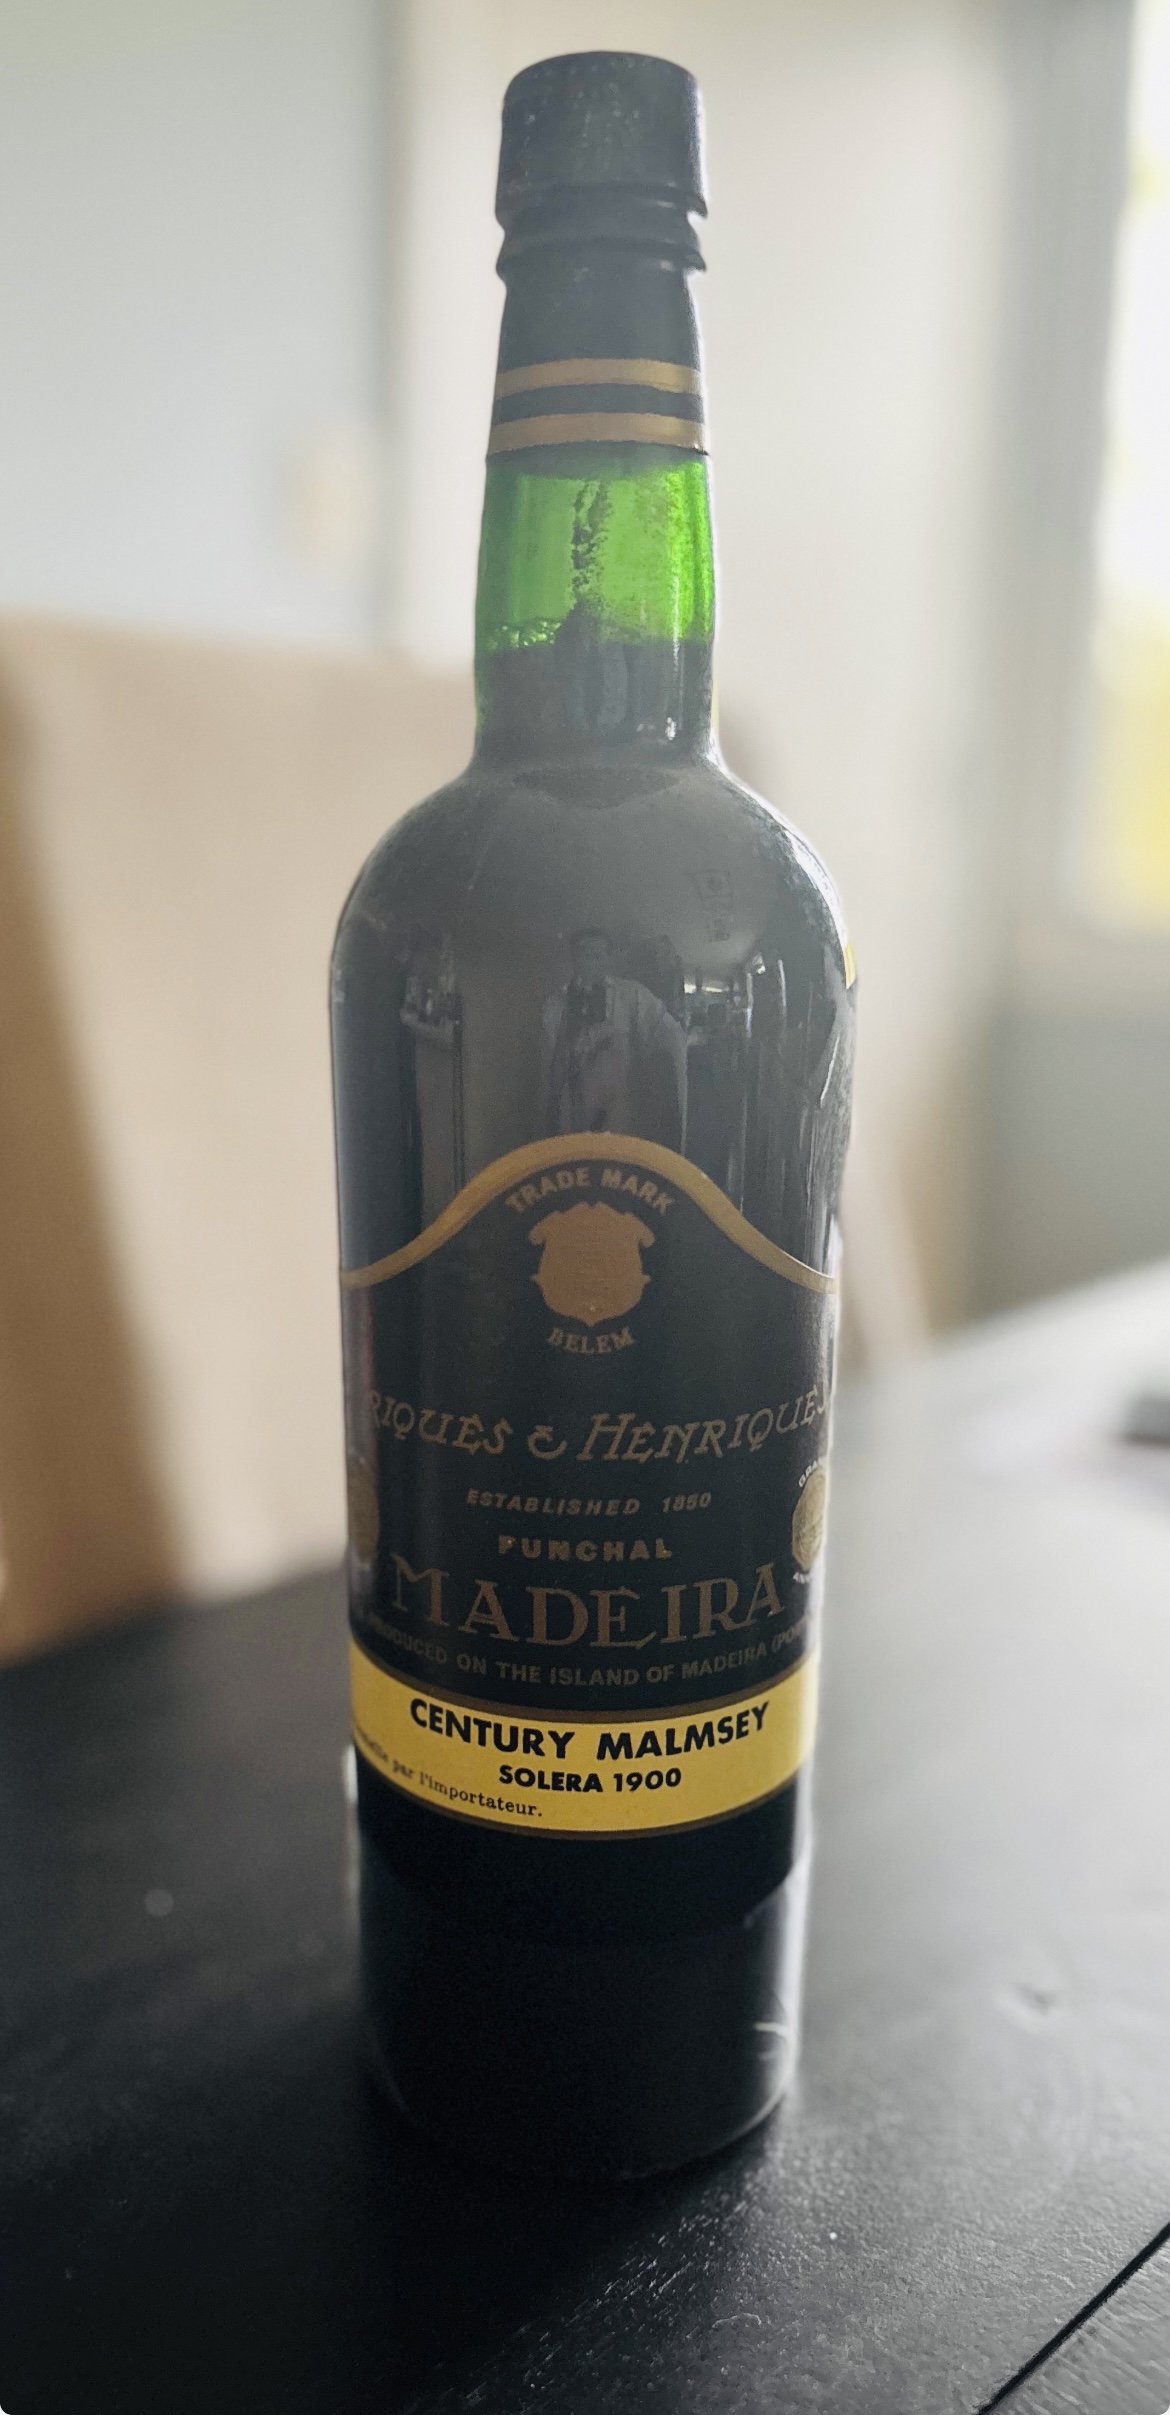 TRADE MARK
BELEM
RIQUES & HENRIQUES
ESTABLISHED 1850
FUNCHAL
MADEIRA
PRODUCED ON THE ISLAND OF MADEIRA
CENTURY MALMSEY
SOLERA 1900
par l'importateur.